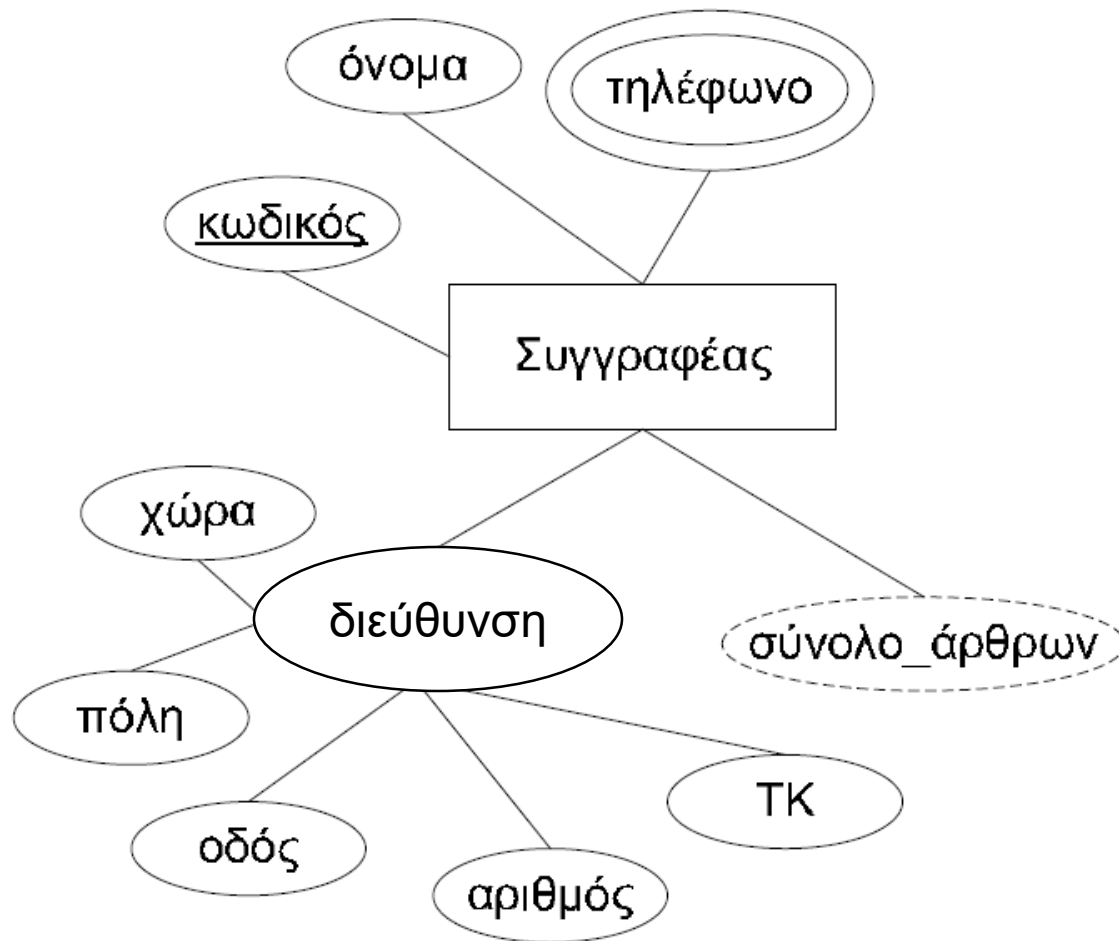 όνομα
τηλέφωνο
κωδικός
Συγγραφέας
χώρα
διεύθυνση
σύνολο_άρθρων
πόλη
ΤΚ
οδός
αριθμός